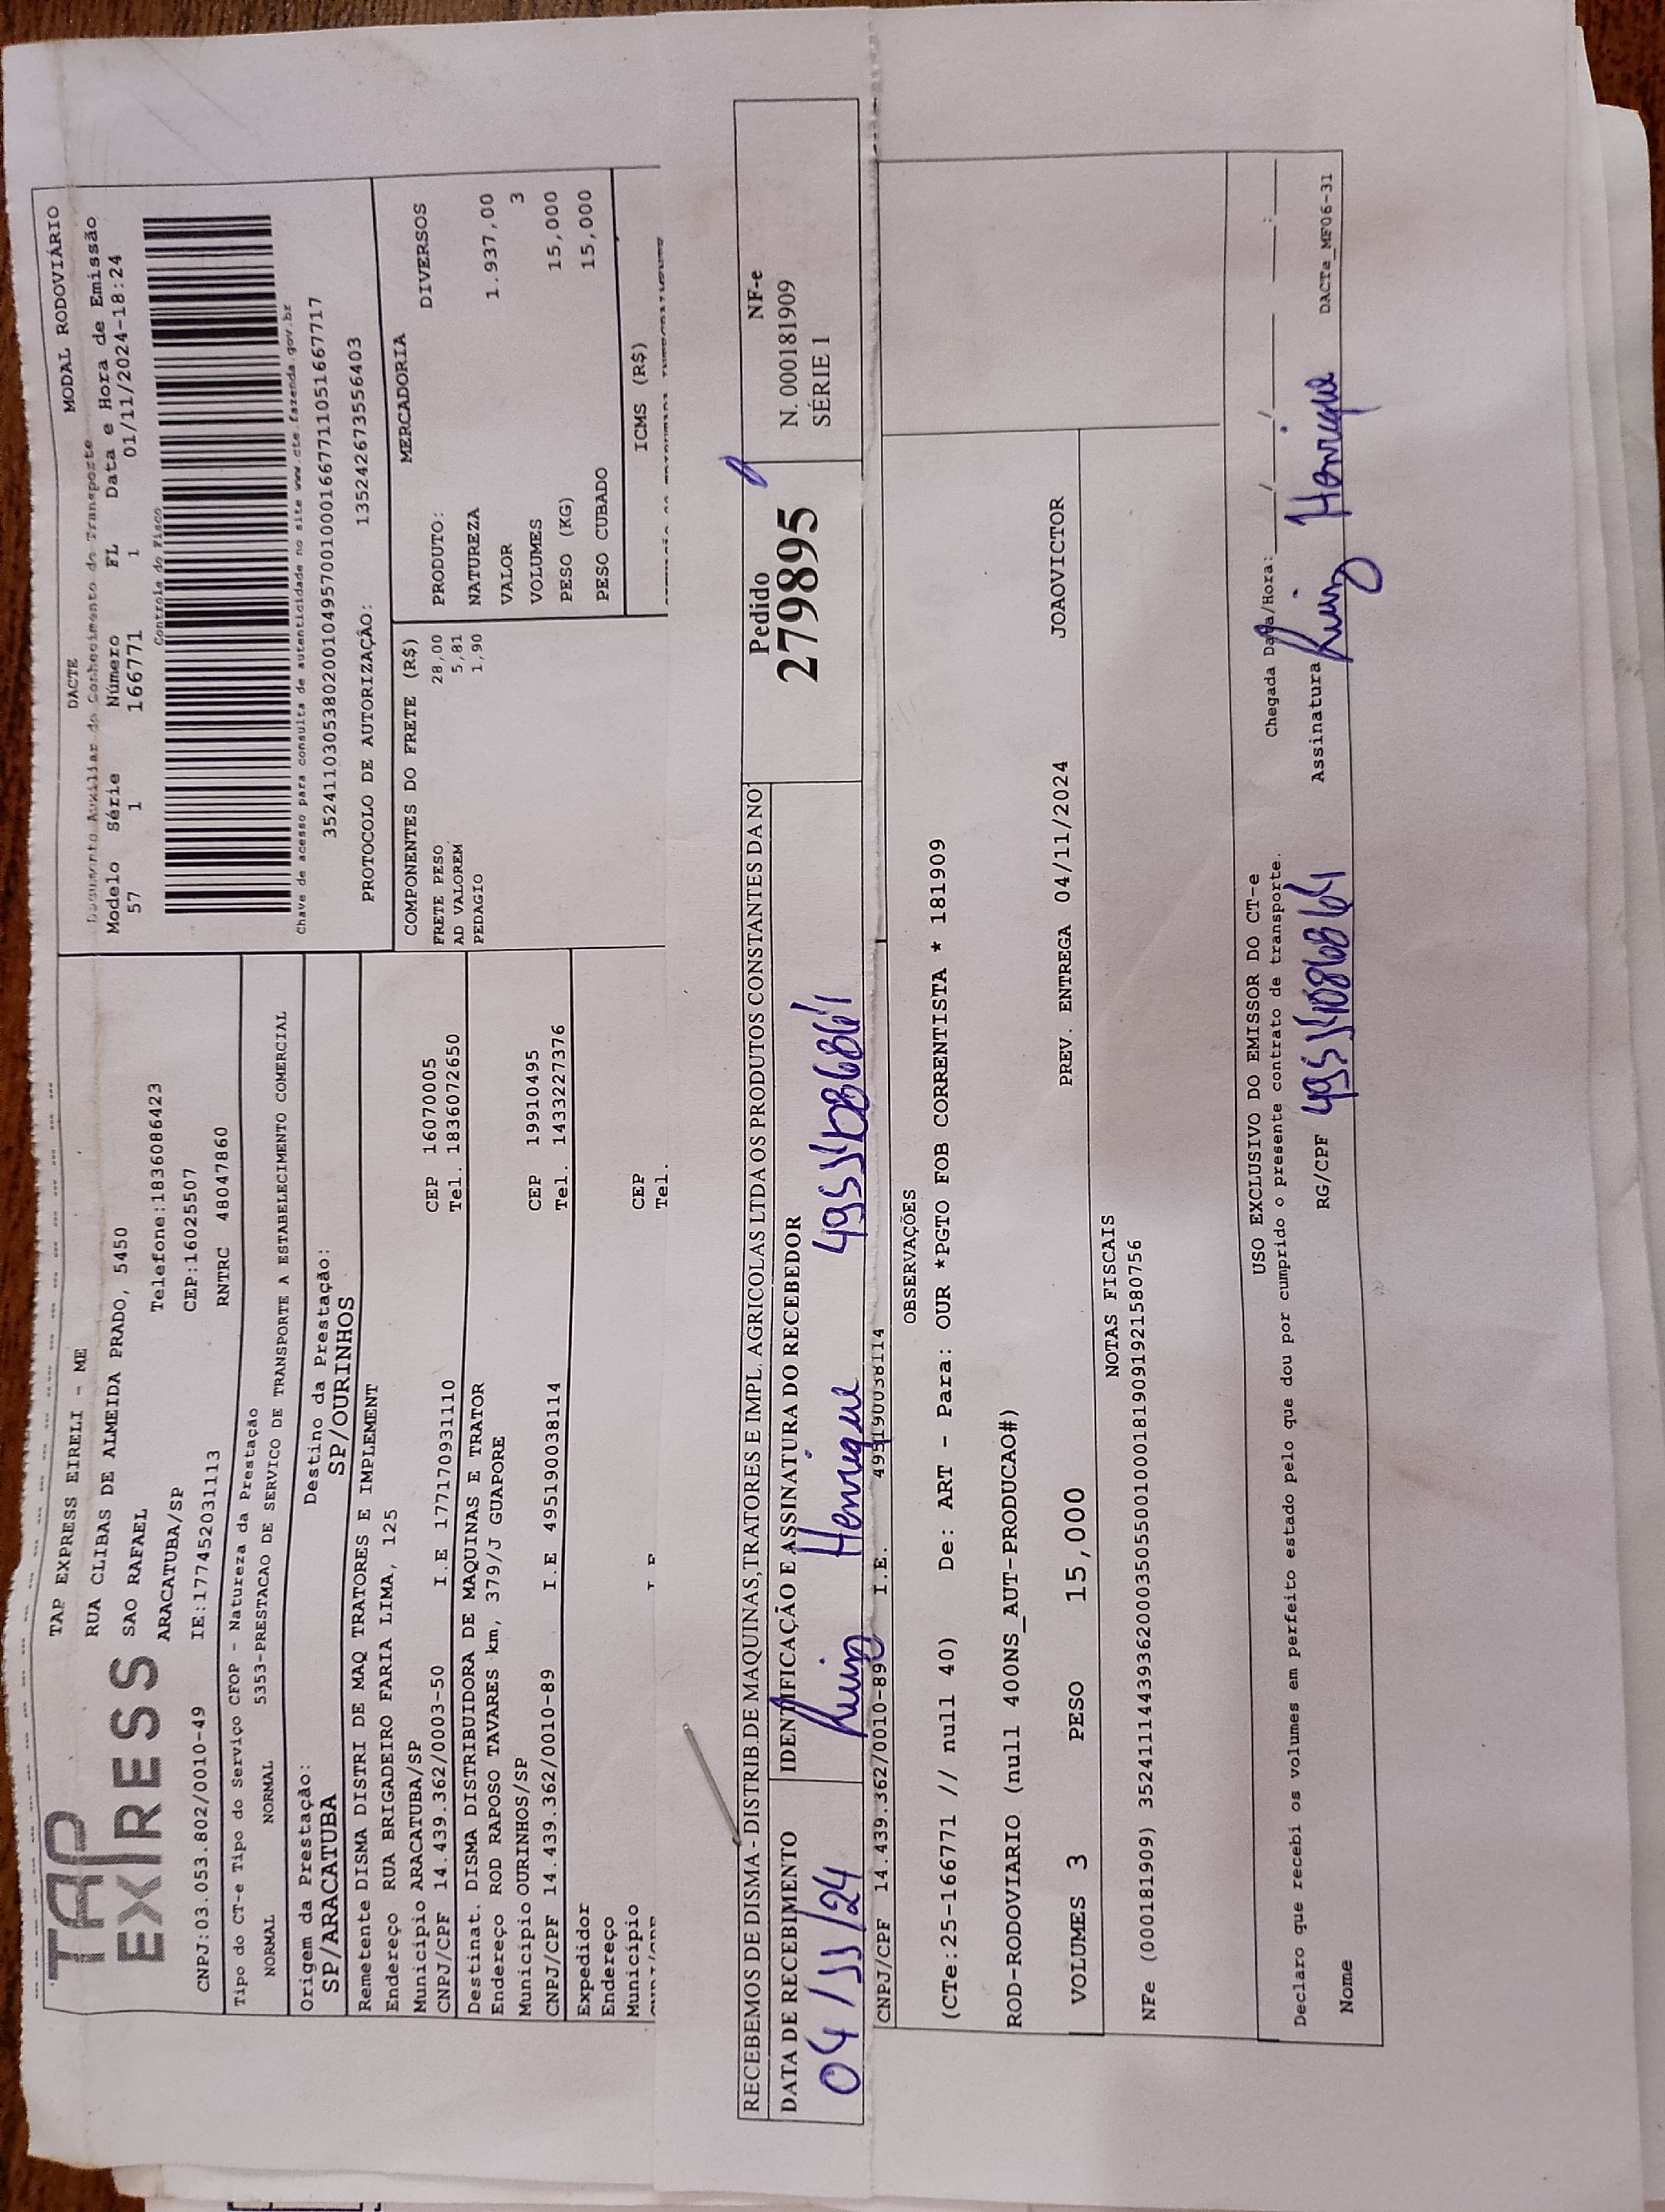 TAP EXPRESS
TAP EXPRESS EIRELI - ME
RUA CLIBAS DE ALMEIDA PRADO, 5450
SAO RAFAEL Telefone:1836086423
ARACATUBA/SP CEP:16025507
CNPJ:03.053.802/0010-49 IE:177452031113 RNTRC 48047860
Tipo do CT-e Tipo do Serviço CFOP - Natureza da Prestação
NORMAL NORMAL 5353-PRESTACAO DE SERVICO DE TRANSPORTE A ESTABELECIMENTO COMERCIAL
Origem da Prestação: Destino da Prestação:
SP/ARACATUBA SP/OURINHOS
Remetente DISMA DISTRI DE MAQ TRATORES E IMPLEMENT
Endereço RUA BRIGADEIRO FARIA LIMA, 125
Município ARACATUBA/SP CEP 16070005
CNPJ/CPF 14.439.362/0003-50 I.E 177170931110 Tel. 1836072650
Destinat. DISMA DISTRIBUIDORA DE MAQUINAS E TRATOR
Endereço ROD RAPOSO TAVARES km, 379/J GUAPORE
Município OURINHOS/SP CEP 19910495
CNPJ/CPF 14.439.362/0010-89 I.E 495190038114 Tel. 1433227376
Expedidor
Endereço
Município CEP
Tel.
DACTE MODAL RODOVIÁRIO
Documento Auxiliar do Conhecimento de Transporte
Modelo Série Número FL Data e Hora de Emissão
57 1 166771 1 01/11/2024-18:24
Controle do Fisco
Chave de acesso para consulta de autenticidade no site www.cte.fazenda.gov.br
PROTOCOLO DE AUTORIZAÇÃO: 135242673556403
COMPONENTES DO FRETE (R$)
FRETE PESO 28,00
AD VALOREM 5,81
PEDAGIO 1,90
MERCADORIA
PRODUTO: DIVERSOS
NATUREZA
VALOR 1.937,00
VOLUMES 3
PESO (KG) 15,000
PESO CUBADO 15,000
ICMS (R$)
RECEBEMOS DE DISMA - DISTRIB.DE MAQUINAS,TRATORES E IMPL. AGRICOLAS LTDA OS PRODUTOS CONSTANTES DA NO
DATA DE RECEBIMENTO IDENTIFICAÇÃO E ASSINATURA DO RECEBEDOR
04/11/24 Luiz Henrique
Pedido
279895
NF-e
N. 000181909
SÉRIE 1
CNPJ/CPF 14.439.362/0010-89 I.E. 495190038114
OBSERVAÇÕES
(CTe:25-166771 // null 40) De: ART - Para: OUR *PGTO FOB CORRENTISTA * 181909
ROD-RODOVIARIO (null 400NS_AUT-PRODUCAO#)
VOLUMES 3 PESO 15,000 PREV. ENTREGA 04/11/2024 JOAOVICTOR
NOTAS FISCAIS
NFe (000181909)
USO EXCLUSIVO DO EMISSOR DO CT-e
Declaro que recebi os volumes em perfeito estado pelo que dou por cumprido o presente contrato de transporte.
Chegada Data/Hora: ___/___/___ ___:___
Nome RG/CPF Assinatura Luiz Henrique
DACTe_MF06-31